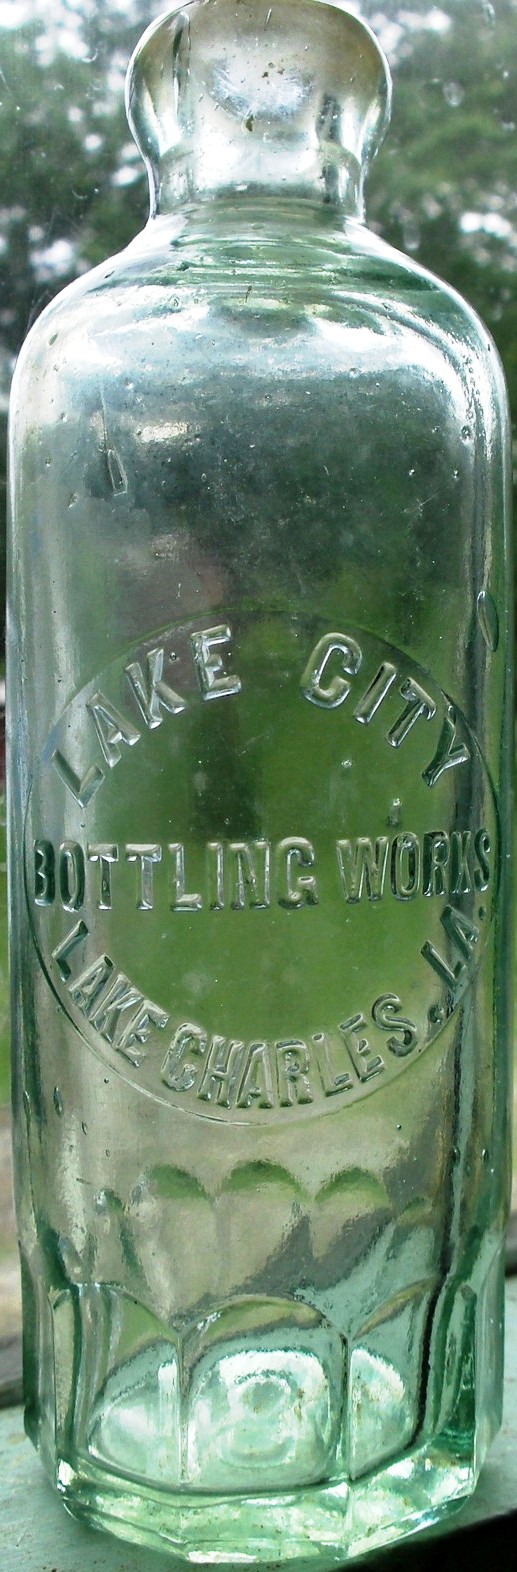 LAKE CITY
BOTTLING WORKS
LAKE CHARLES, LA.